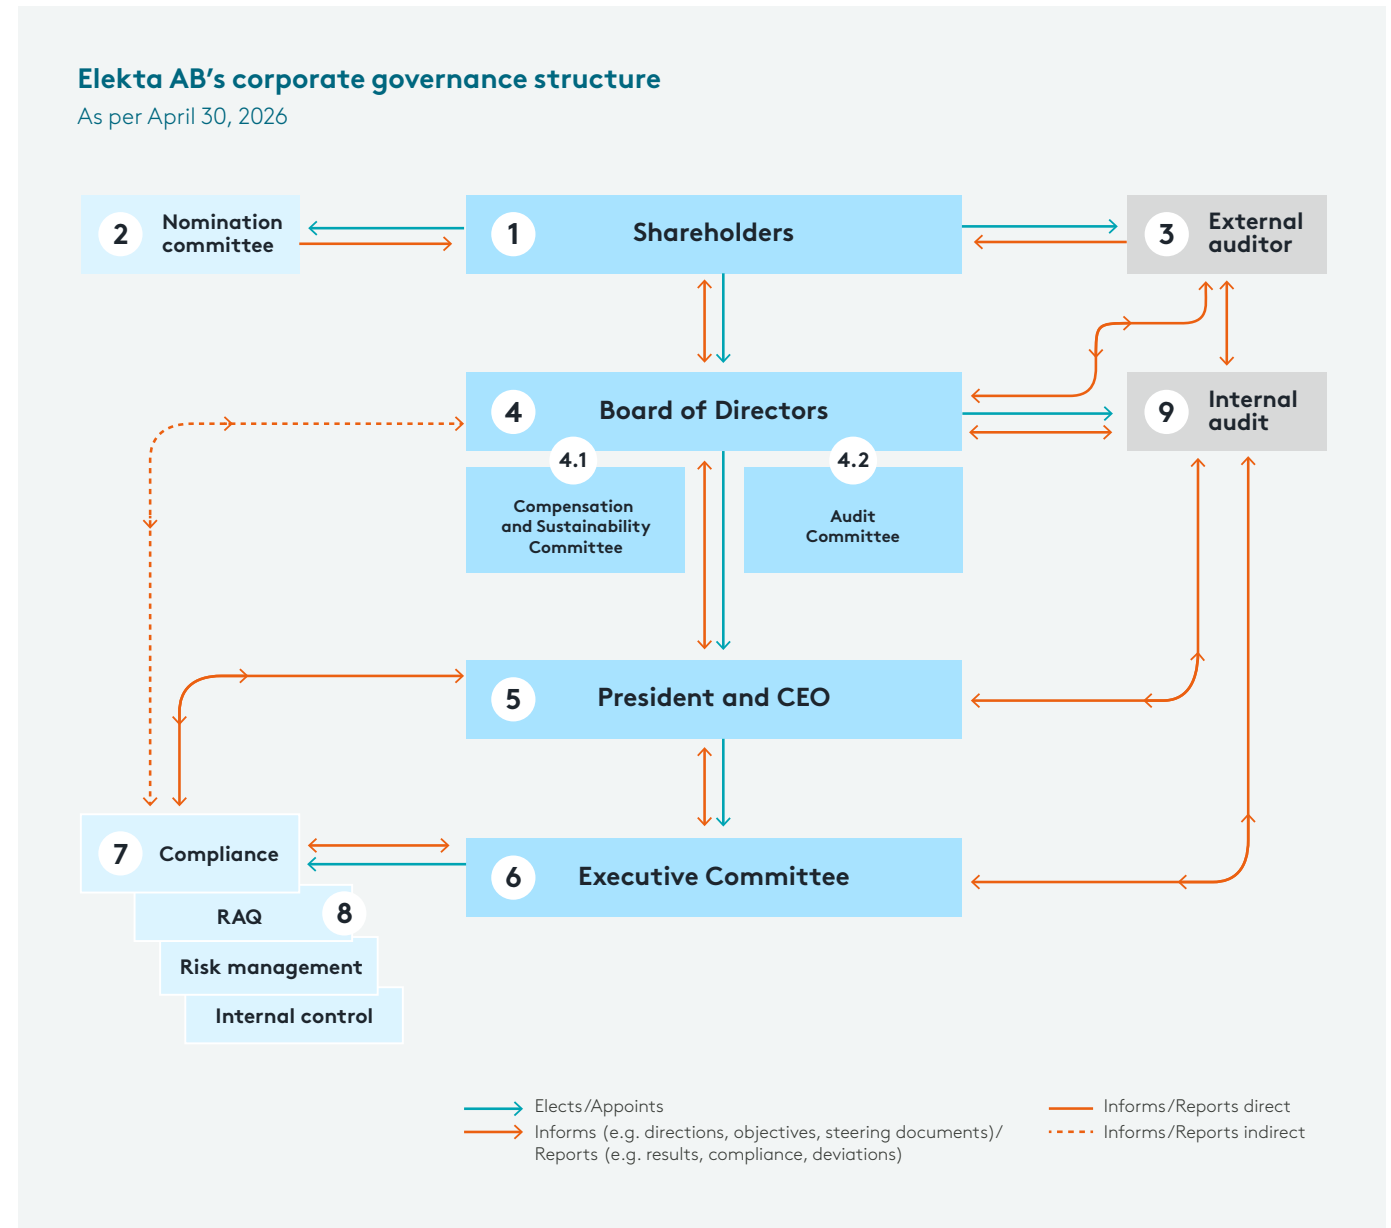 Elekta AB's corporate governance structure
As per April 30, 2026
2
Nomination
committee
1
Shareholders
3
External
auditor
4
Board of Directors
9
Internal
audit
4.1
Compensation
and Sustainability
Committee
4.2
Audit
Committee
5
President and CEO
7
Compliance
6
Executive Committee
RAQ
8
Risk management
Internal control
Elects/Appoints
Informs (e.g. directions, objectives, steering documents)/
Reports (e.g. results, compliance, deviations)
Informs/Reports direct
Informs/Reports indirect